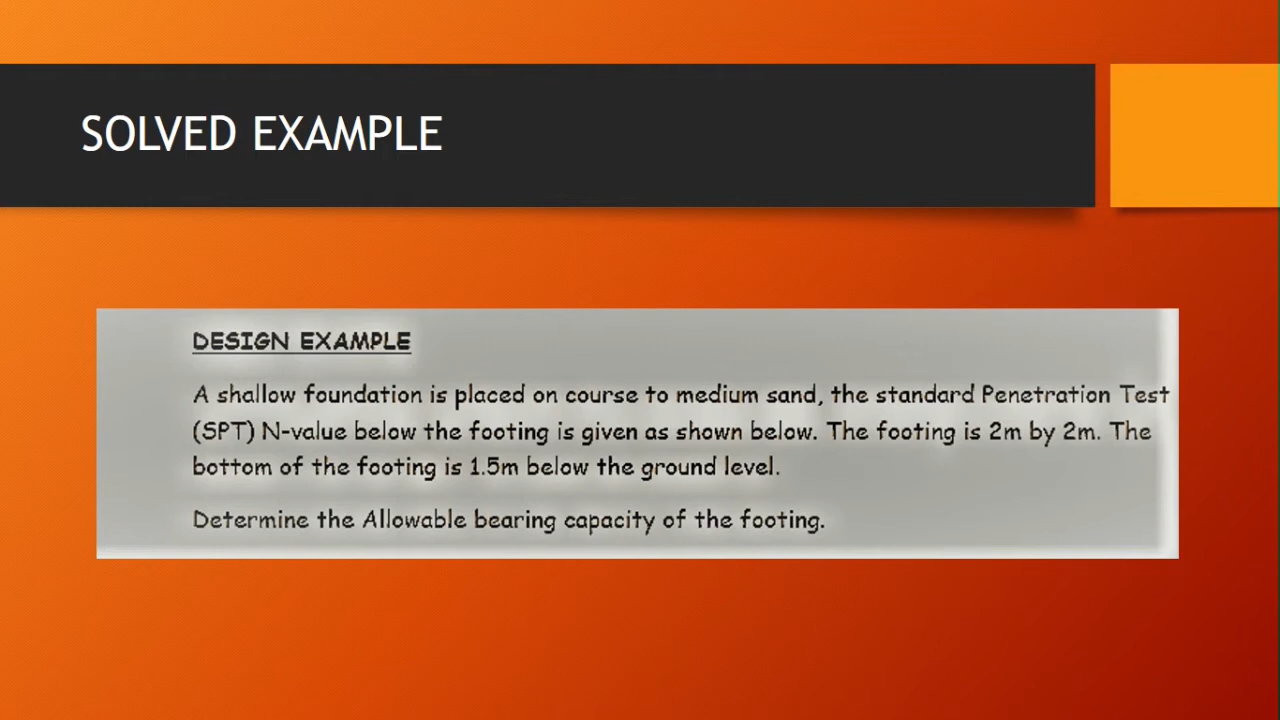 SOLVED EXAMPLE
DESIGN EXAMPLE
A shallow foundation is placed on course to medium sand, the standard Penetration Test
(SPT) N-value below the footing is given as shown below. The footing is 2m by 2m. The
bottom of the footing is 1.5m below the ground level.
Determine the Allowable bearing capacity of the footing.